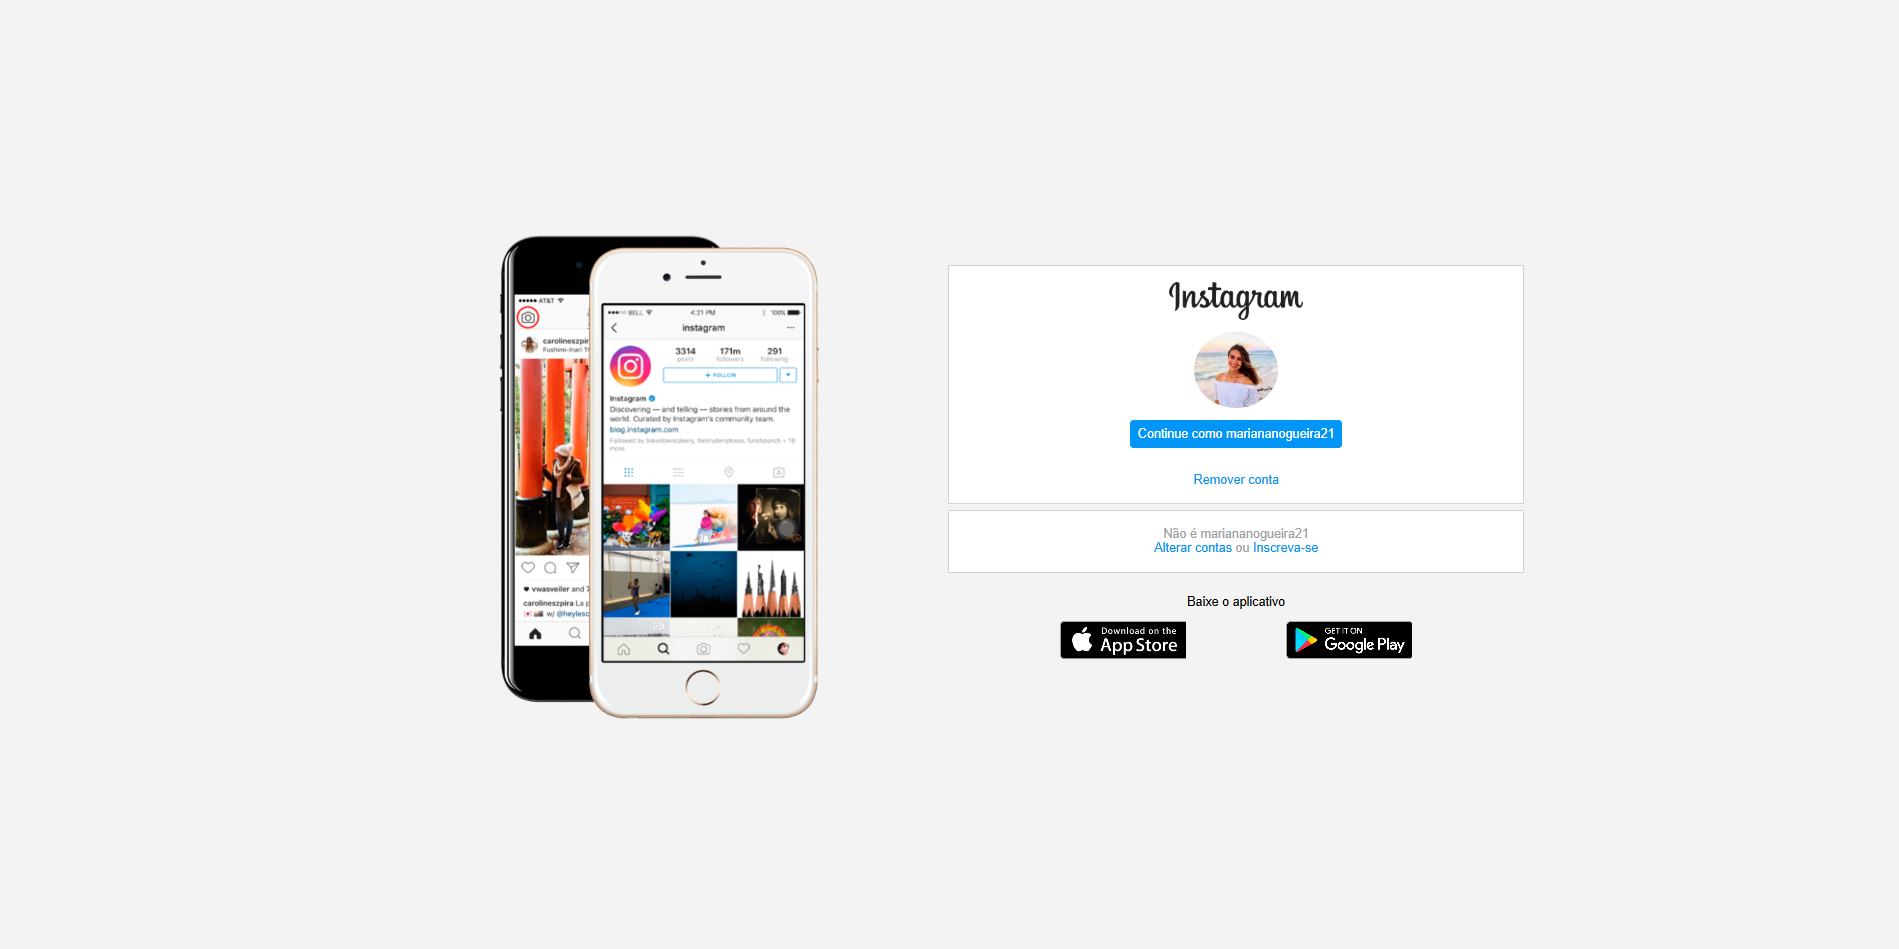 AT&T
carolineszpir
Fushimi-Inari T
vwasveiler and 7
carolineszpira La p
w/ @heylesc
BELL
4:21 PM
100%
instagram
3314
posts
171m
followers
291
following
+ FOLLOW
Instagram
Discovering — and telling — stories from around the
world. Curated by Instagram's community team.
blog.instagram.com
Followed by bakedowncakery, thetinytemptress, funchpunch + 18
more
Instagram
Continue como mariananogueira21
Remover conta
Não é mariananogueira21
Alterar contas ou Inscreva-se
Baixe o aplicativo
Download on the
App Store
GET IT ON
Google Play